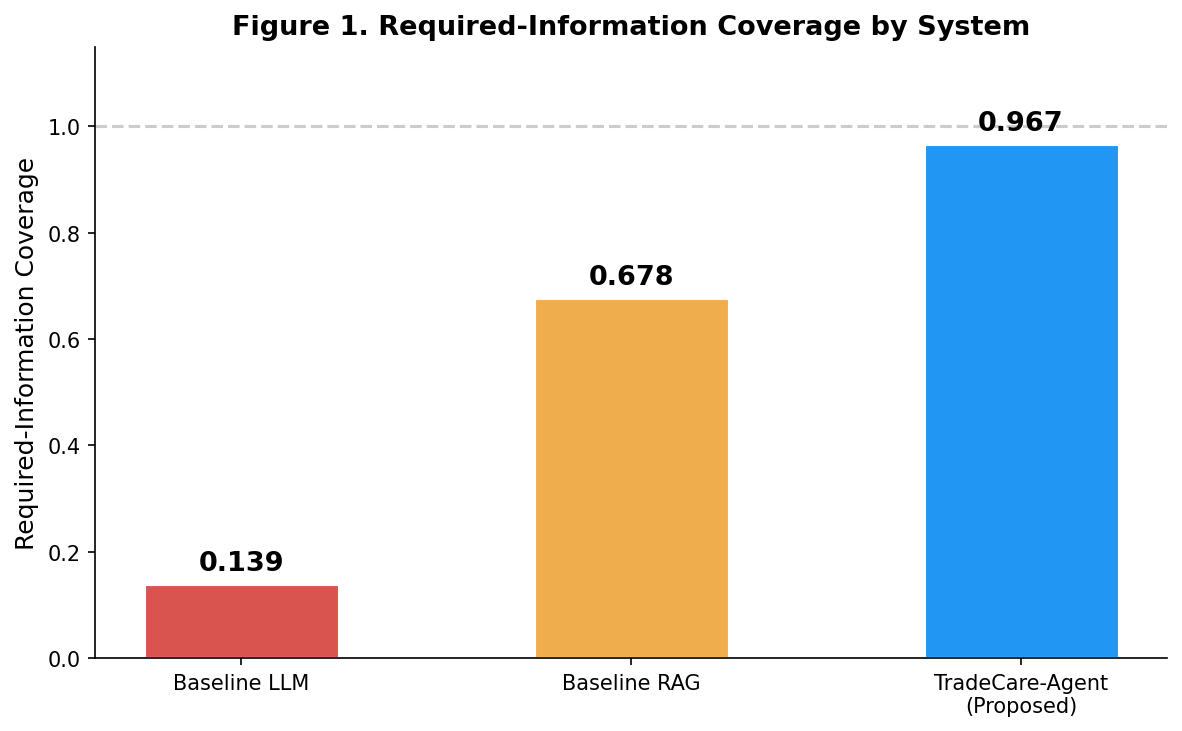 Figure 1. Required-Information Coverage by System
Required-Information Coverage
1.0
0.8
0.6
0.4
0.2
0.0
0.139
0.678
0.967
Baseline LLM
Baseline RAG
TradeCare-Agent
(Proposed)